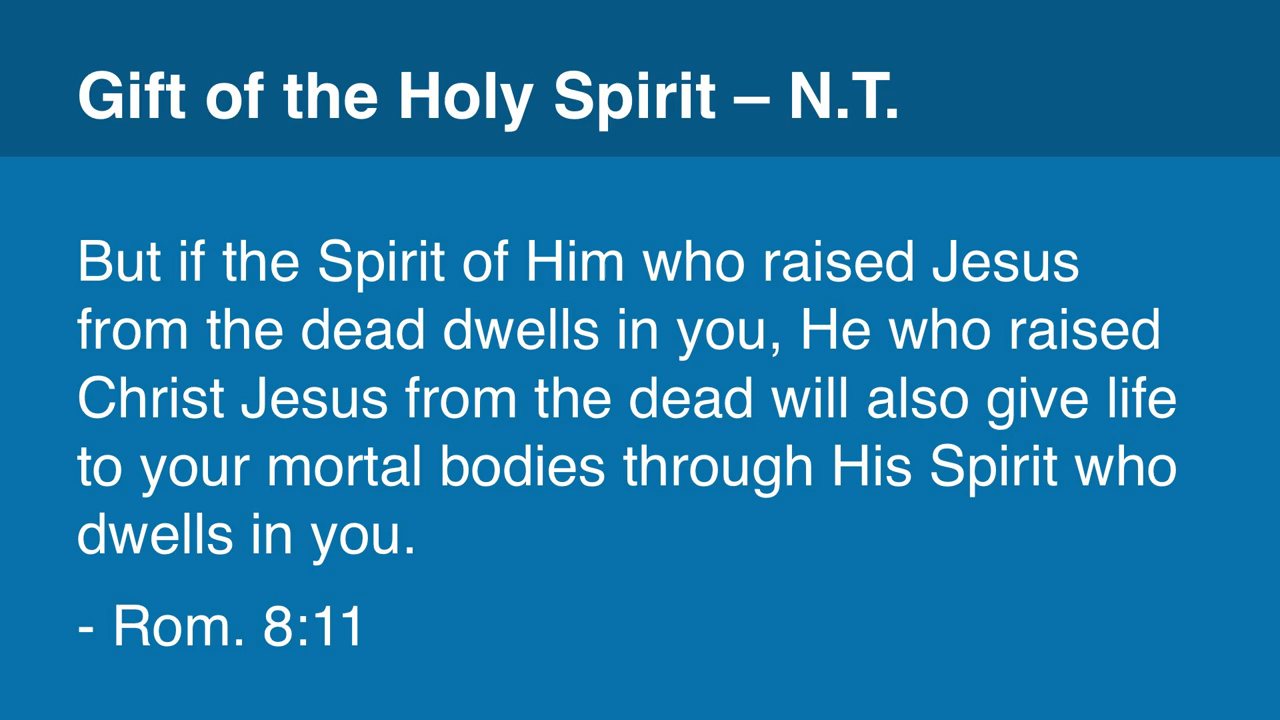 Gift of the Holy Spirit – N.T.
But if the Spirit of Him who raised Jesus
from the dead dwells in you, He who raised
Christ Jesus from the dead will also give life
to your mortal bodies through His Spirit who
dwells in you.
- Rom. 8:11